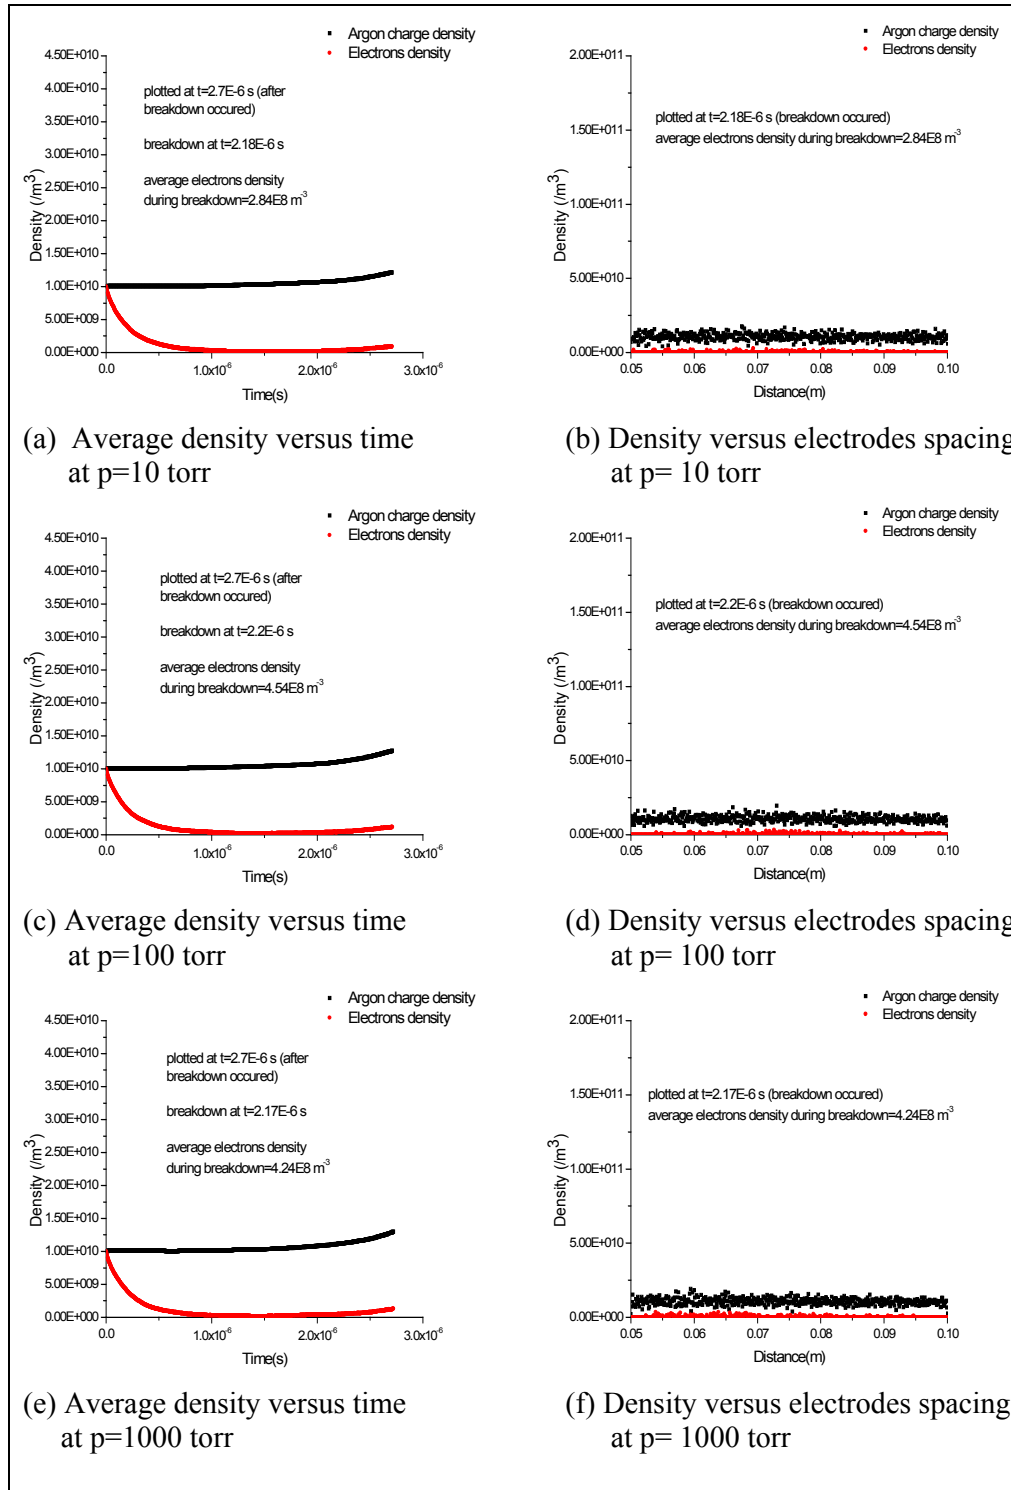 Argon charge density
Electrons density
4.50E+010
4.00E+010
3.50E+010
3.00E+010
2.50E+010
2.00E+010
1.50E+010
1.00E+010
5.00E+009
0.00E+000
Density (/m³)
plotted at t=2.7E-6 s (after
breakdown occured)
breakdown at t=2.18E-6 s
average electrons density
during breakdown=2.84E8 m⁻³
0.0 1.0x10⁻⁶ 2.0x10⁻⁶ 3.0x10⁻⁶
Time(s)
(a) Average density versus time
at p=10 torr
Argon charge density
Electrons density
2.00E+011
1.50E+011
1.00E+011
5.00E+010
0.00E+000
Density (/m³)
plotted at t=2.18E-6 s (breakdown occured)
average electrons density during breakdown=2.84E8 m⁻³
0.05 0.06 0.07 0.08 0.09 0.10
Distance(m)
(b) Density versus electrodes spacing
at p= 10 torr
Argon charge density
Electrons density
4.50E+010
4.00E+010
3.50E+010
3.00E+010
2.50E+010
2.00E+010
1.50E+010
1.00E+010
5.00E+009
0.00E+000
Density (/m³)
plotted at t=2.7E-6 s (after
breakdown occured)
breakdown at t=2.2E-6 s
average electrons density
during breakdown=4.54E8 m⁻³
0.0 1.0x10⁻⁶ 2.0x10⁻⁶ 3.0x10⁻⁶
Time(s)
(c) Average density versus time
at p=100 torr
Argon charge density
Electrons density
2.00E+011
1.50E+011
1.00E+011
5.00E+010
0.00E+000
Density (/m³)
plotted at t=2.2E-6 s (breakdown occured)
average electrons density during breakdown=4.54E8 m⁻³
0.05 0.06 0.07 0.08 0.09 0.10
Distance(m)
(d) Density versus electrodes spacing
at p= 100 torr
Argon charge density
Electrons density
4.50E+010
4.00E+010
3.50E+010
3.00E+010
2.50E+010
2.00E+010
1.50E+010
1.00E+010
5.00E+009
0.00E+000
Density (/m³)
plotted at t=2.7E-6 s (after
breakdown occured)
breakdown at t=2.17E-6 s
average electrons density
during breakdown=4.24E8 m⁻³
0.0 1.0x10⁻⁶ 2.0x10⁻⁶ 3.0x10⁻⁶
Time(s)
(e) Average density versus time
at p=1000 torr
Argon charge density
Electrons density
2.00E+011
1.50E+011
1.00E+011
5.00E+010
0.00E+000
Density (/m³)
plotted at t=2.17E-6 s (breakdown occured)
average electrons density during breakdown=4.24E8 m⁻³
0.05 0.06 0.07 0.08 0.09 0.10
Distance(m)
(f) Density versus electrodes spacing
at p= 1000 torr